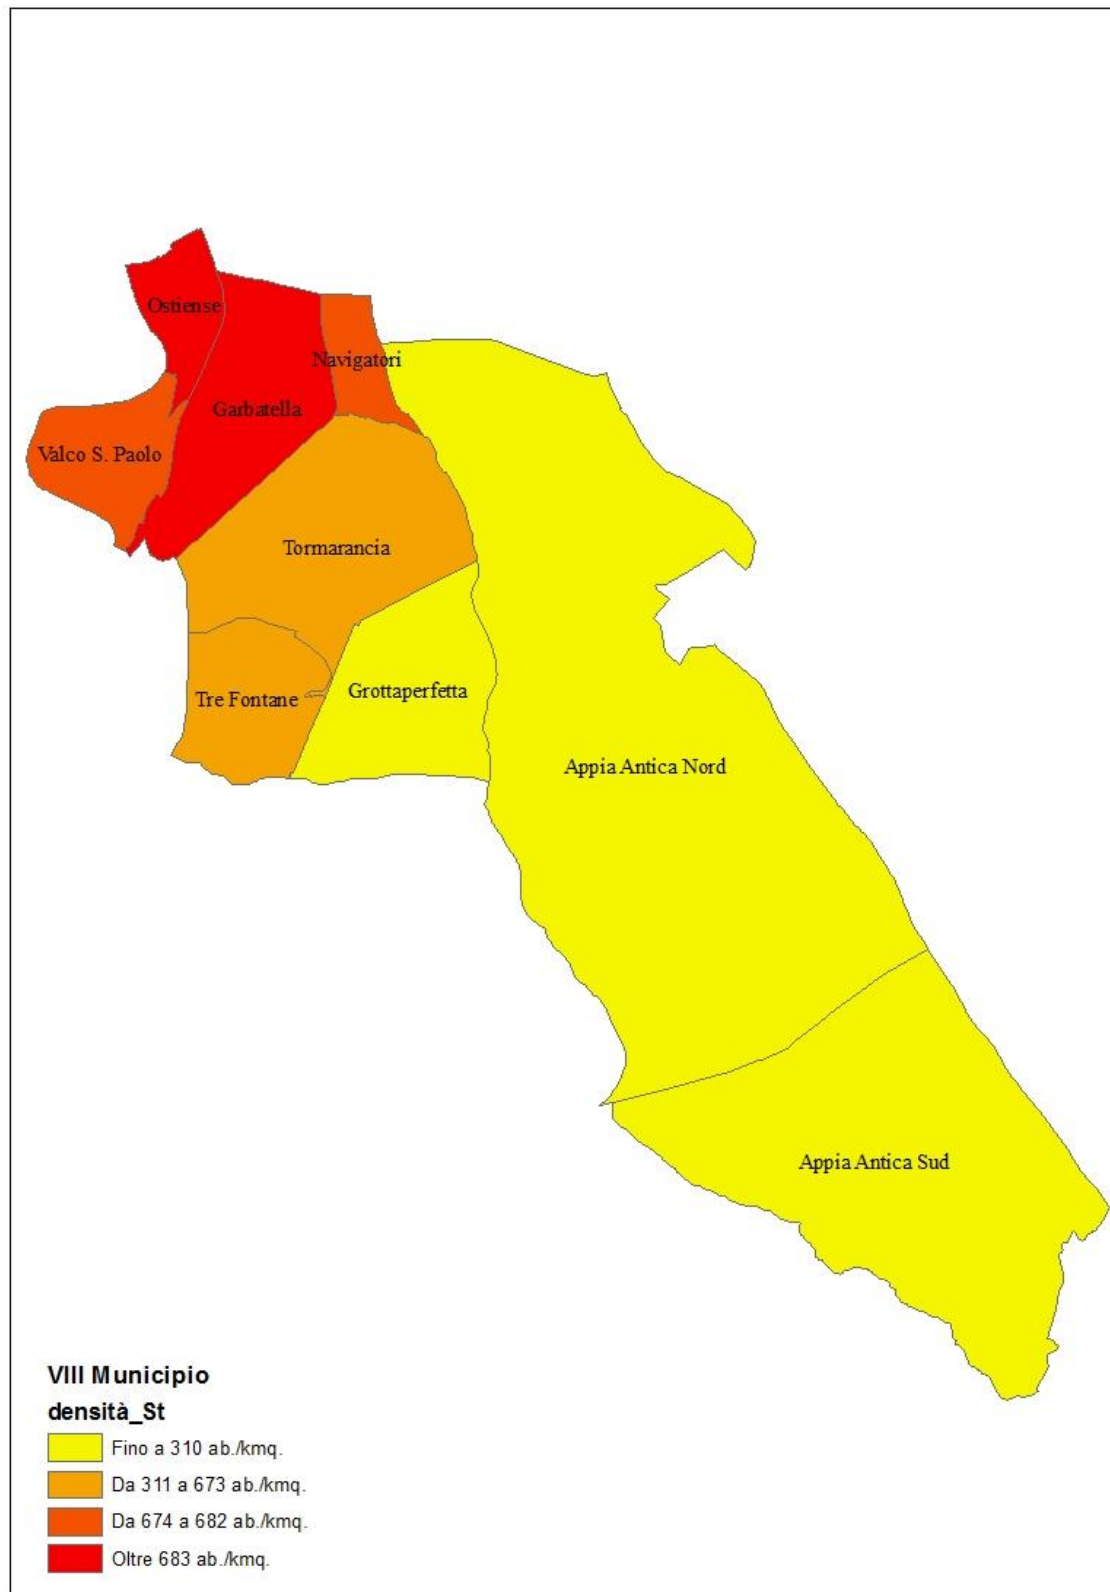 Ostiense
Navigatori
Garbatella
Valco S. Paolo
Tormarancia
Grottaperfetta
Tre Fontane
Appia Antica Nord
Appia Antica Sud
VIII Municipio
densità_St
Fino a 310 ab./kmq.
Da 311 a 673 ab./kmq.
Da 674 a 682 ab./kmq.
Oltre 683 ab./kmq.